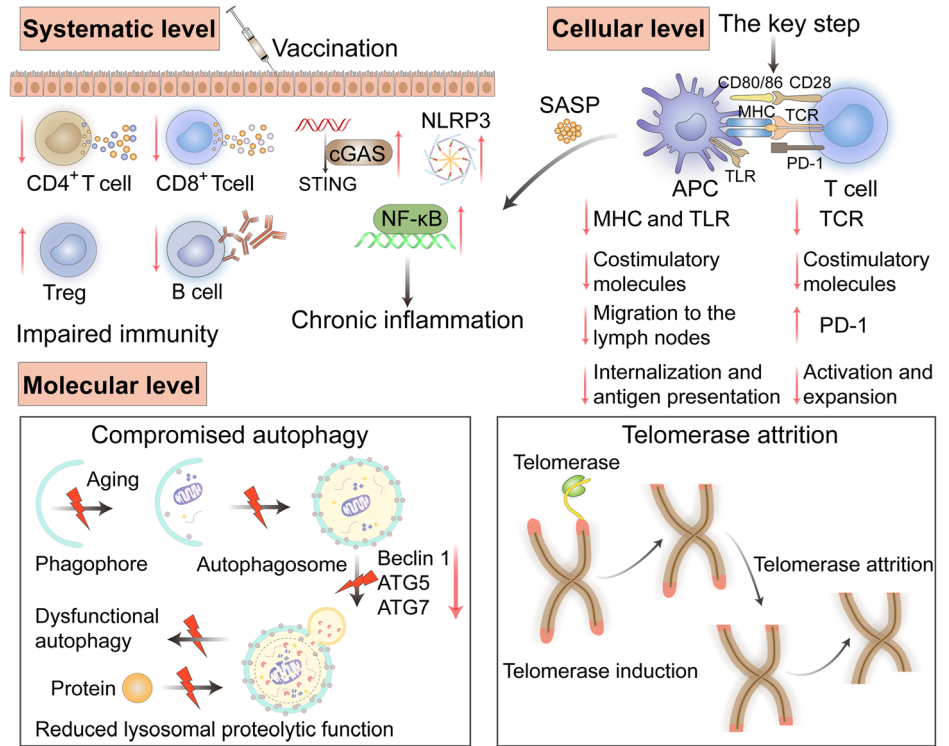 Systematic level
Vaccination
CD4⁺ T cell
CD8⁺ Tcell
cGAS
STING
NLRP3
Treg
B cell
NF-κB
Impaired immunity
Chronic inflammation
Cellular level
The key step
SASP
CD80/86
CD28
MHC
TCR
TLR
PD-1
APC
T cell
MHC and TLR
Costimulatory
molecules
Migration to the
lymph nodes
Internalization and
antigen presentation
TCR
Costimulatory
molecules
PD-1
Activation and
expansion
Molecular level
Compromised autophagy
Aging
Phagophore
Autophagosome
Beclin 1
ATG5
ATG7
Dysfunctional
autophagy
Protein
Reduced lysosomal proteolytic function
Telomerase attrition
Telomerase
Telomerase attrition
Telomerase induction